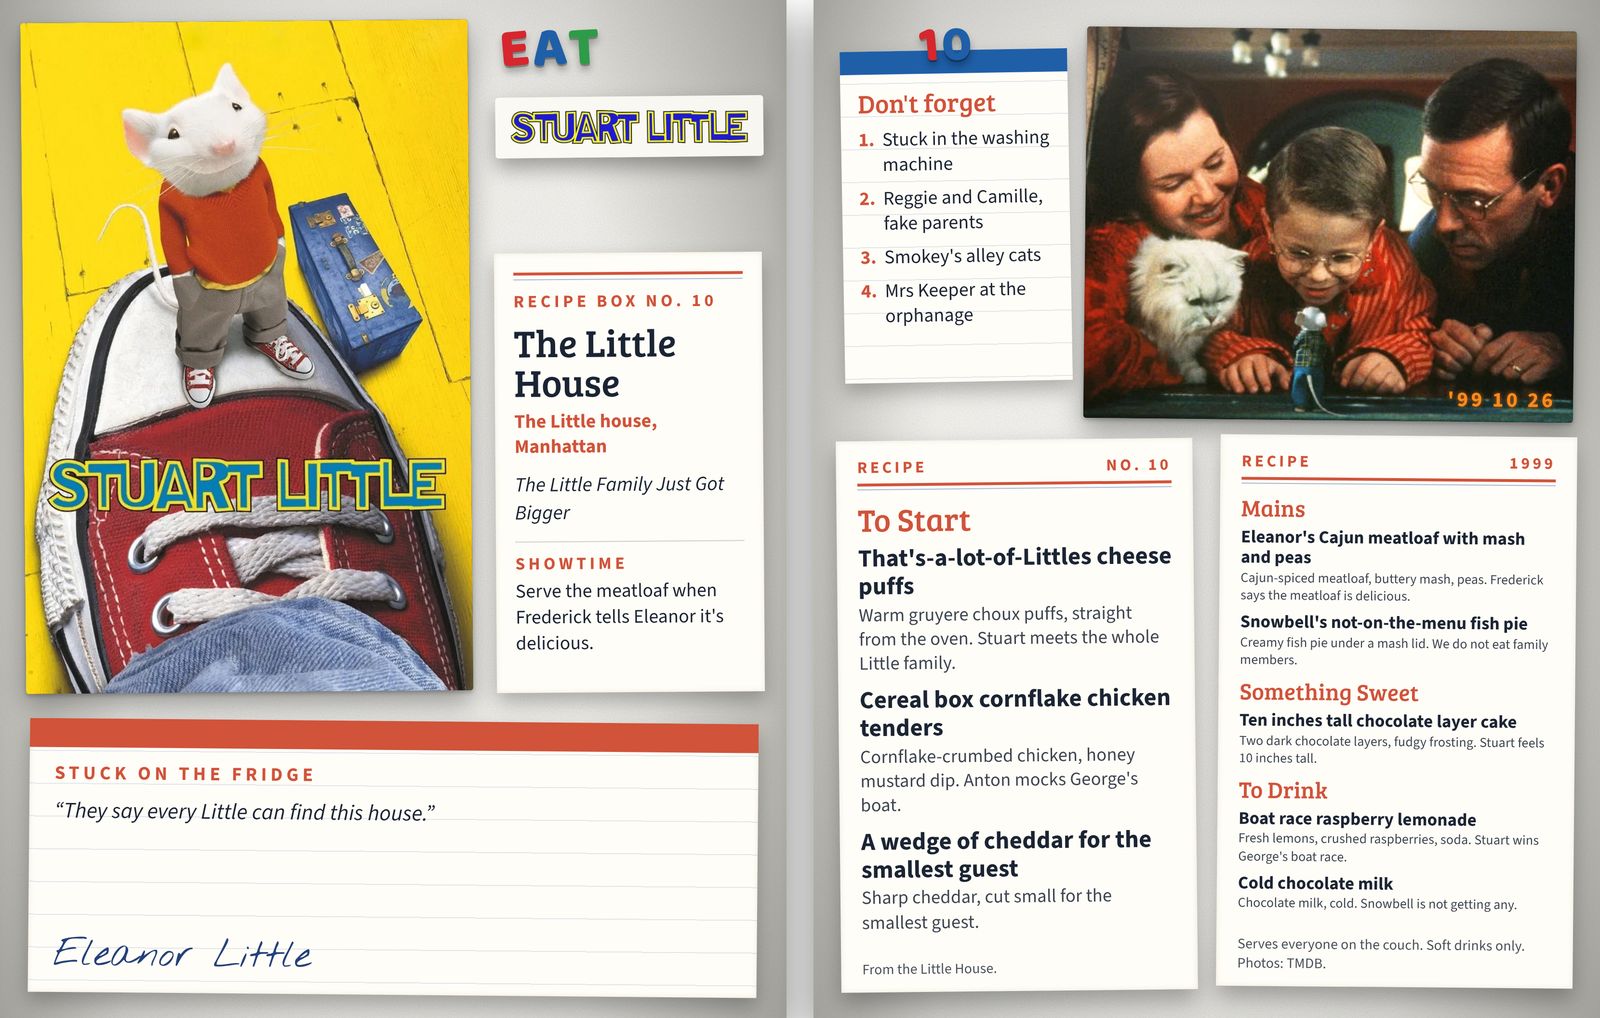 EAT
STUART LITTLE
RECIPE BOX NO. 10
The Little
House
The Little house,
Manhattan
The Little Family Just Got
Bigger
SHOWTIME
Serve the meatloaf when
Frederick tells Eleanor it's
delicious.
STUART LITTLE
STUCK ON THE FRIDGE
“They say every Little can find this house.”
Eleanor Little
10
Don't forget
1. Stuck in the washing
machine
2. Reggie and Camille,
fake parents
3. Smokey's alley cats
4. Mrs Keeper at the
orphanage
'99 10 26
RECIPE NO. 10
To Start
That's-a-lot-of-Littles cheese
puffs
Warm gruyere choux puffs, straight
from the oven. Stuart meets the whole
Little family.
Cereal box cornflake chicken
tenders
Cornflake-crumbed chicken, honey
mustard dip. Anton mocks George's
boat.
A wedge of cheddar for the
smallest guest
Sharp cheddar, cut small for the
smallest guest.
From the Little House.
RECIPE 1999
Mains
Eleanor's Cajun meatloaf with mash
and peas
Cajun-spiced meatloaf, buttery mash, peas. Frederick
says the meatloaf is delicious.
Snowbell's not-on-the-menu fish pie
Creamy fish pie under a mash lid. We do not eat family
members.
Something Sweet
Ten inches tall chocolate layer cake
Two dark chocolate layers, fudgy frosting. Stuart feels
10 inches tall.
To Drink
Boat race raspberry lemonade
Fresh lemons, crushed raspberries, soda. Stuart wins
George's boat race.
Cold chocolate milk
Chocolate milk, cold. Snowbell is not getting any.
Serves everyone on the couch. Soft drinks only.
Photos: TMDB.